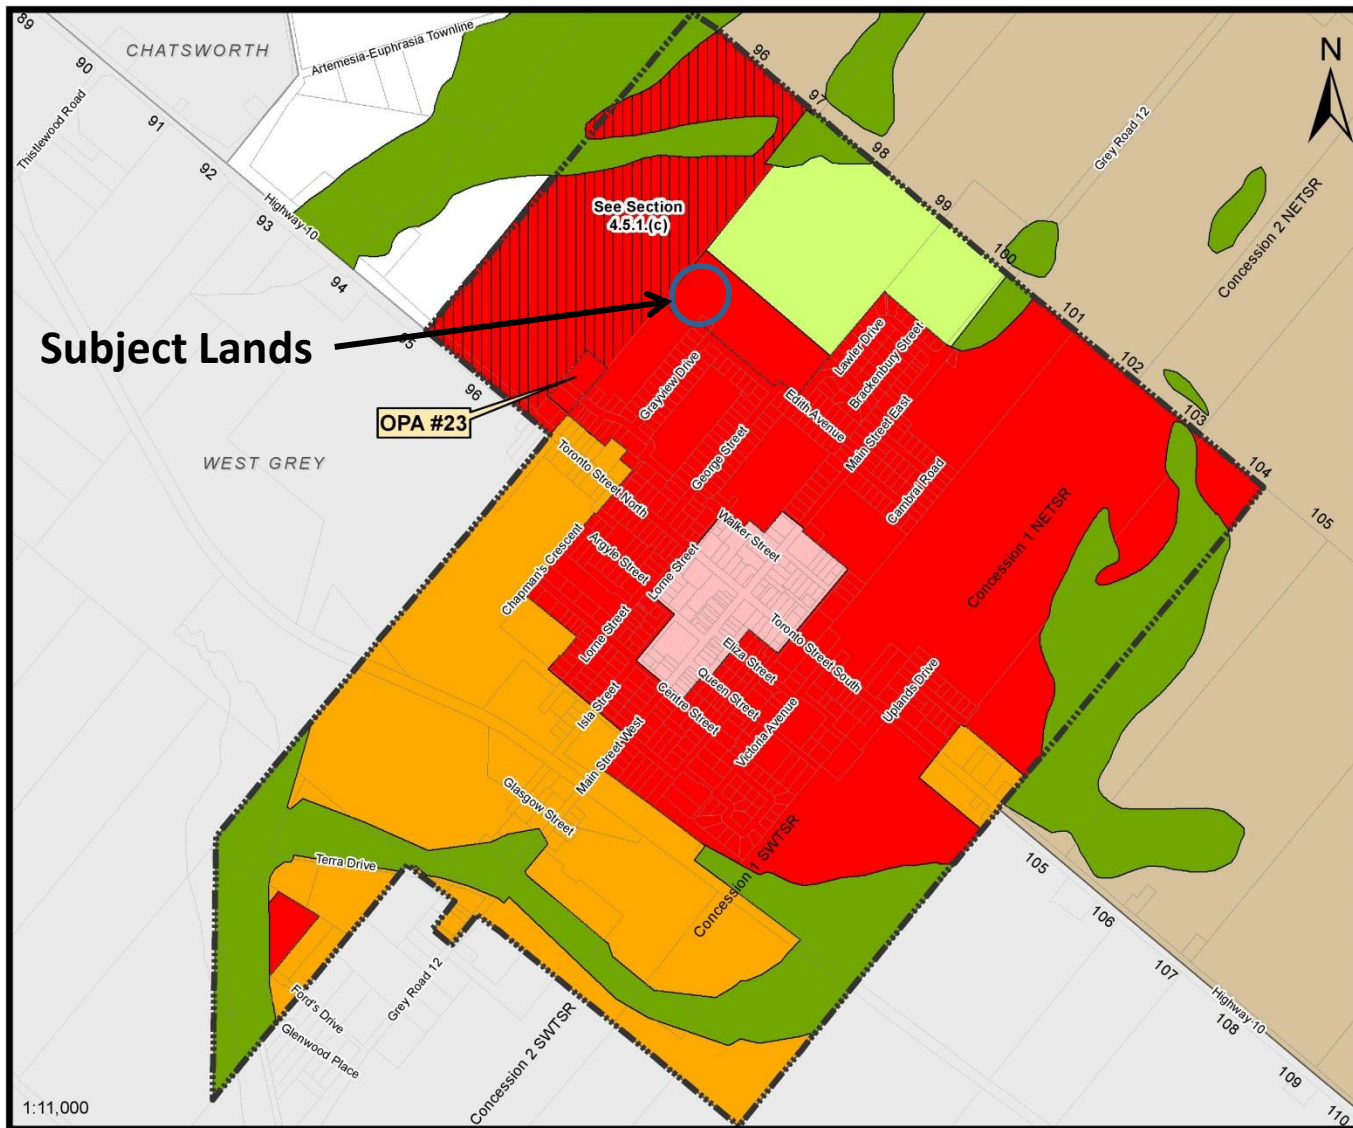 89
90
91
92
93
94
95
96
CHATSWORTH
Artemesia-Euphrasia Townline
Thistlewood Road
Highway 10
96
97
98
99
100
101
102
103
104
105
N
Grey Road 12
Concession 2 NETSR
See Section
4.5.1.(c)
Subject Lands
OPA #23
WEST GREY
Grayview Drive
Lawler Drive
Brackenbury Street
Edith Avenue
Main Street East
George Street
Cambrai Road
Toronto Street North
Walker Street
Concession 1 NETSR
Argyle Street
Lorne Street
Chapman's Crescent
Lorne Street
Toronto Street South
Eliza Street
Queen Street
Centre Street
Uplands Drive
Isla Street
Main Street West
Victoria Avenue
Glasgow Street
Concession 1 SWTSR
Terra Drive
Ford's Drive
Glenwood Place
Grey Road 12
Concession 2 SWTSR
105
106
107
Highway 10
108
109
110
1:11,000